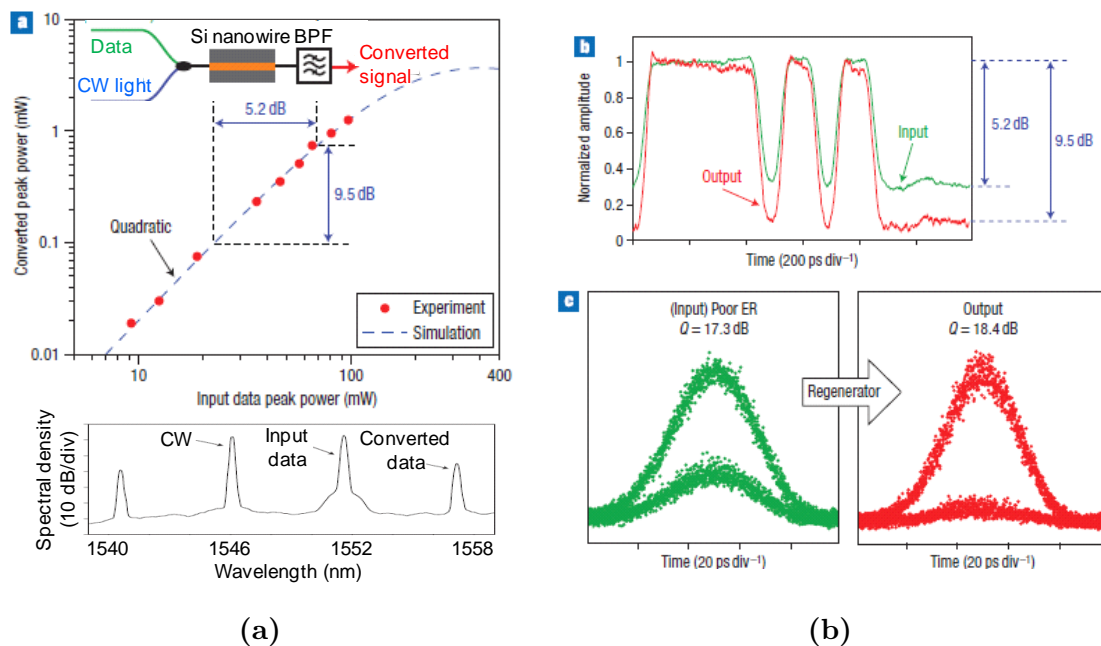 a
10
1
0.1
0.01
Converted peak power (mW)
Data
CW light
Si nanowire BPF
Converted
signal
5.2 dB
9.5 dB
Quadratic
Experiment
Simulation
10
100
400
Input data peak power (mW)
Spectral density
(10 dB/div)
CW
Input
data
Converted
data
1540
1546
1552
1558
Wavelength (nm)
(a)
b
Normalized amplitude
1
0.8
0.6
0.4
0.2
0
Input
Output
5.2 dB
9.5 dB
Time (200 ps div⁻¹)
c
(Input) Poor ER
Q = 17.3 dB
Regenerator
Output
Q = 18.4 dB
Time (20 ps div⁻¹)
Time (20 ps div⁻¹)
(b)